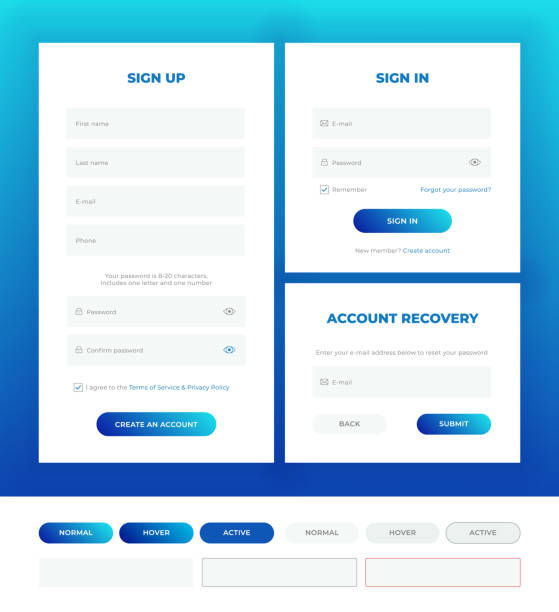 SIGN UP
First name
Last name
E-mail
Phone
Your password is 8-20 characters,
includes one letter and one number
Password
Confirm password
I agree to the Terms of Service & Privacy Policy
CREATE AN ACCOUNT
SIGN IN
E-mail
Password
Remember
Forgot your password?
SIGN IN
New member? Create account
ACCOUNT RECOVERY
Enter your e-mail address below to reset your password
E-mail
BACK
SUBMIT
NORMAL
HOVER
ACTIVE
NORMAL
HOVER
ACTIVE